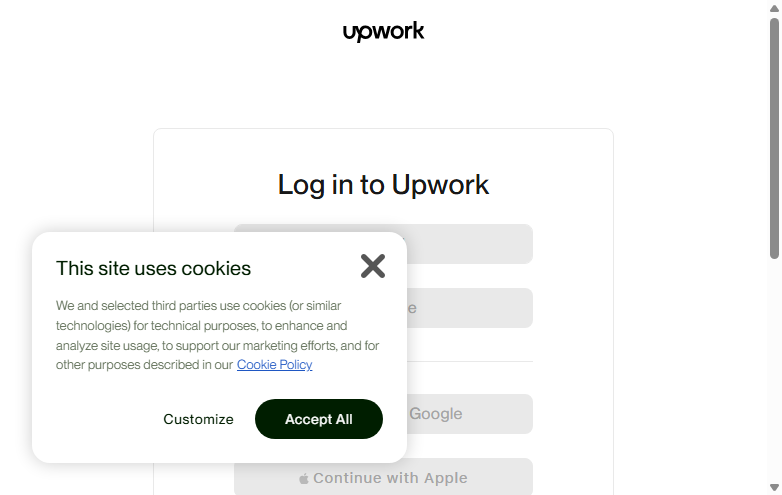 upwork
Log in to Upwork
This site uses cookies
We and selected third parties use cookies (or similar
technologies) for technical purposes, to enhance and
analyze site usage, to support our marketing efforts, and for
other purposes described in our Cookie Policy
Customize
Accept All
Google
Continue with Apple